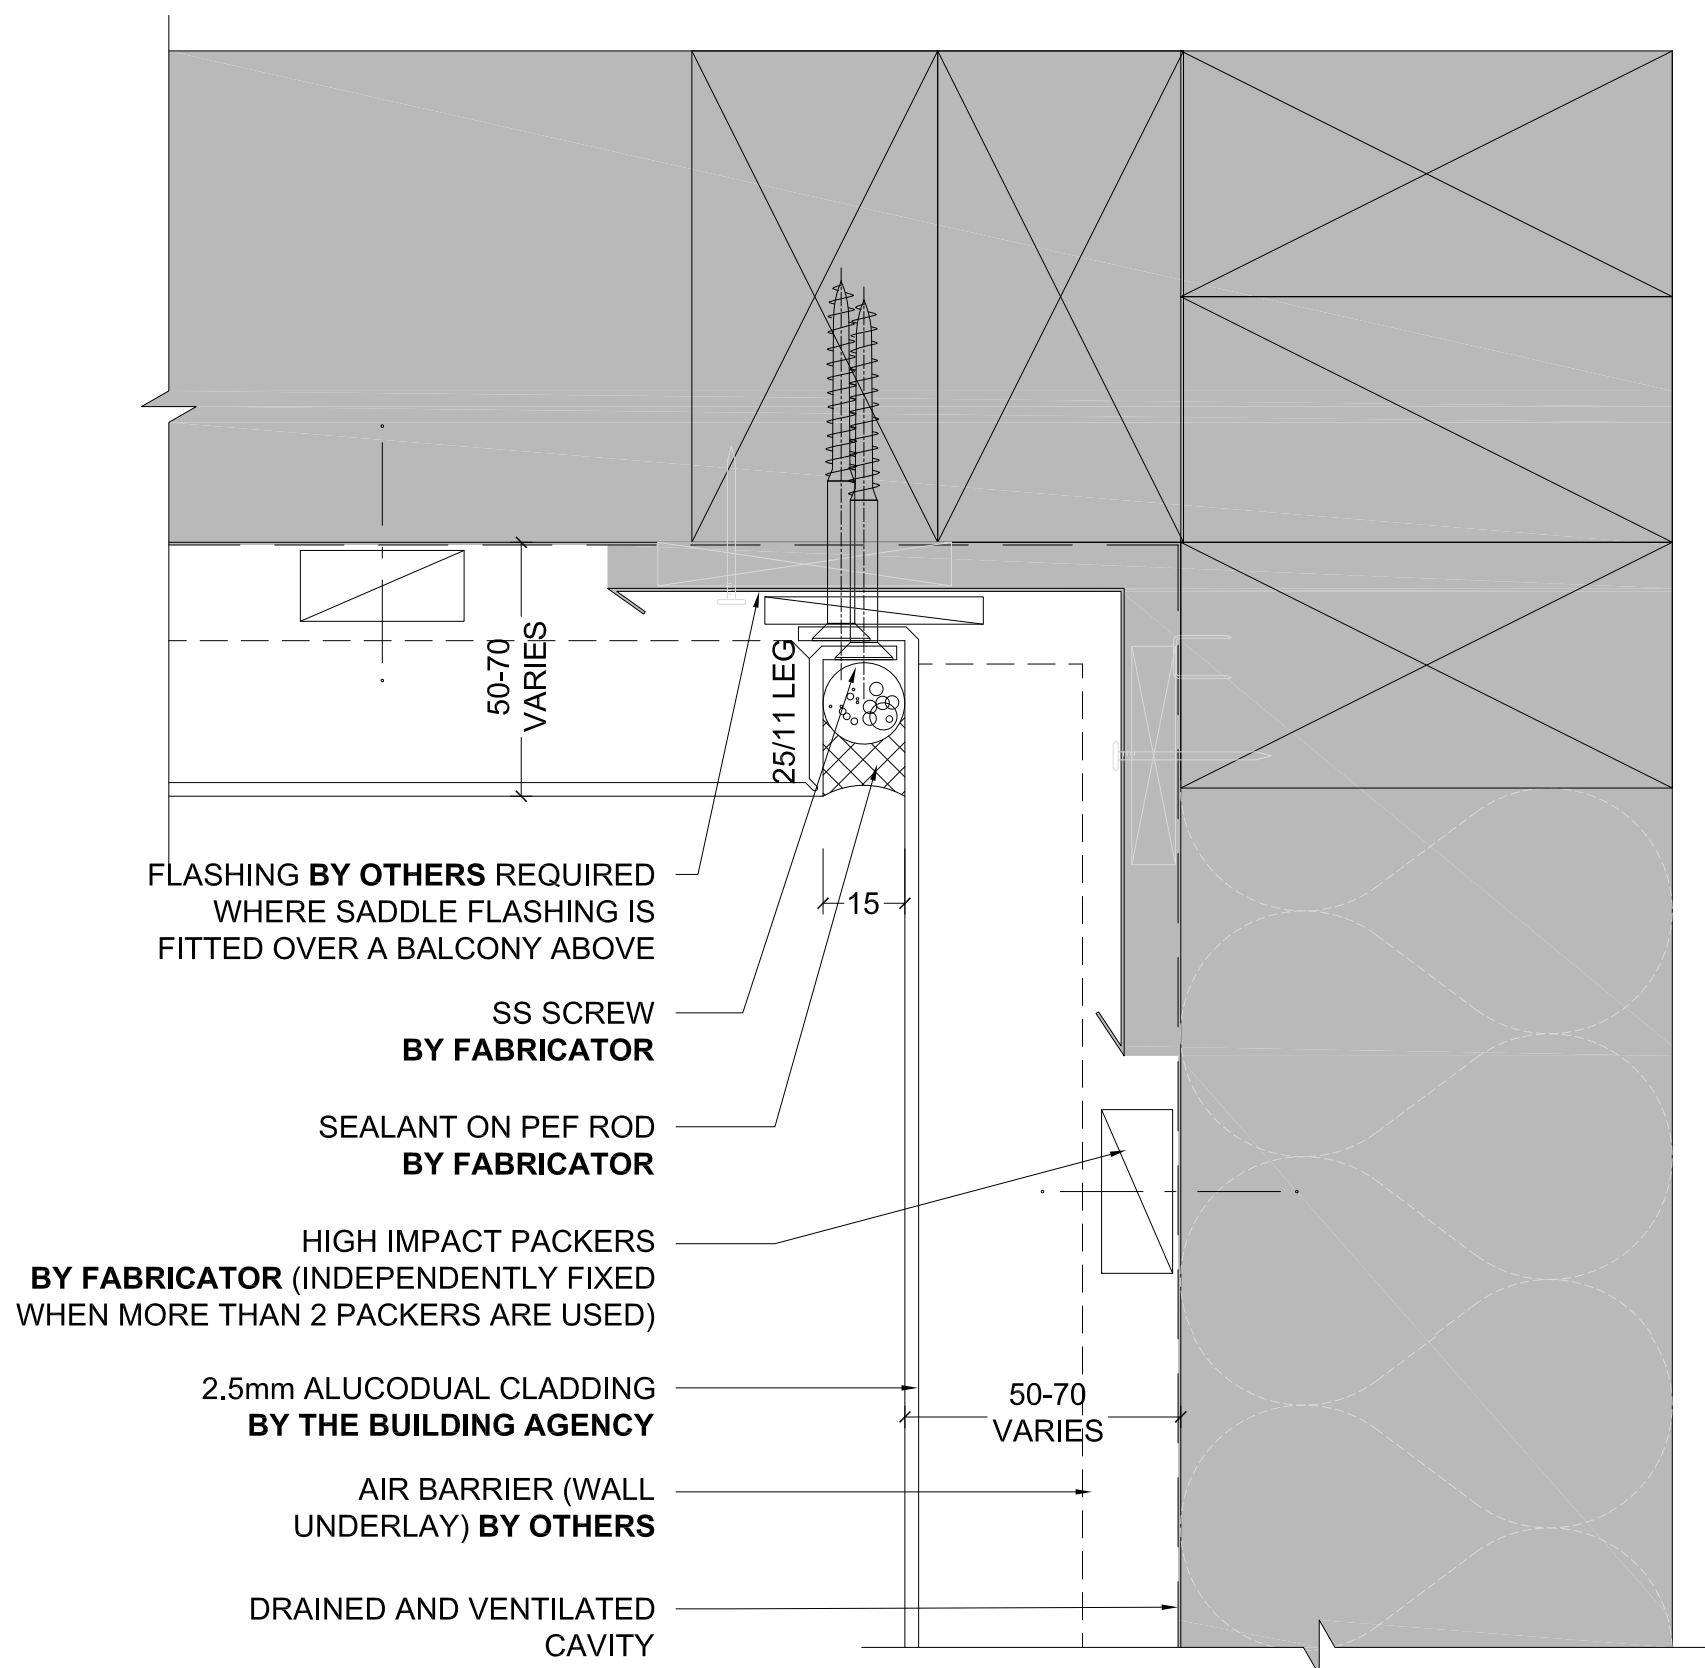 50-70
VARIES
25/11 LEG
FLASHING BY OTHERS REQUIRED
WHERE SADDLE FLASHING IS
FITTED OVER A BALCONY ABOVE
15
SS SCREW
BY FABRICATOR
SEALANT ON PEF ROD
BY FABRICATOR
HIGH IMPACT PACKERS
BY FABRICATOR (INDEPENDENTLY FIXED
WHEN MORE THAN 2 PACKERS ARE USED)
2.5mm ALUCODUAL CLADDING
BY THE BUILDING AGENCY
50-70
VARIES
AIR BARRIER (WALL
UNDERLAY) BY OTHERS
DRAINED AND VENTILATED
CAVITY